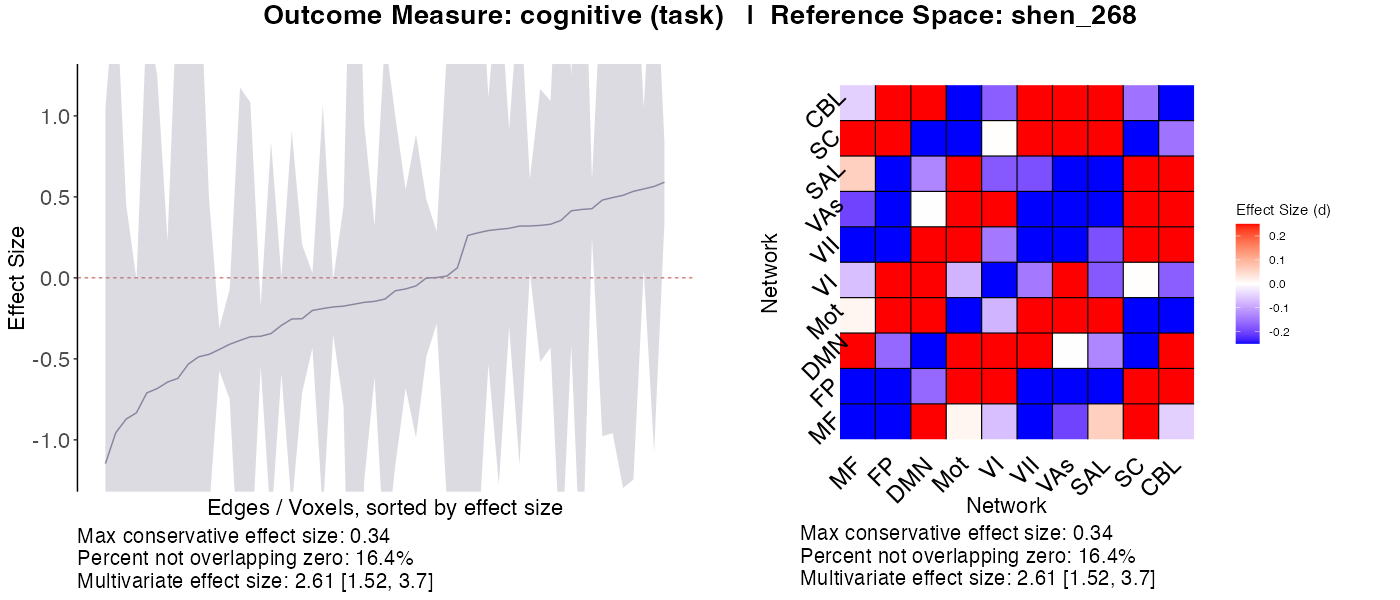 Outcome Measure: cognitive (task) | Reference Space: shen_268
Effect Size
1.0
0.5
0.0
-0.5
-1.0
Edges / Voxels, sorted by effect size
Max conservative effect size: 0.34
Percent not overlapping zero: 16.4%
Multivariate effect size: 2.61 [1.52, 3.7]
Network
CBL
SC
SAL
VAs
VII
VI
Mot
DMN
FP
MF
MF FP DMN Mot VI VII VAs SAL SC CBL
Network
Max conservative effect size: 0.34
Percent not overlapping zero: 16.4%
Multivariate effect size: 2.61 [1.52, 3.7]
Effect Size (d)
0.2
0.1
0.0
-0.1
-0.2